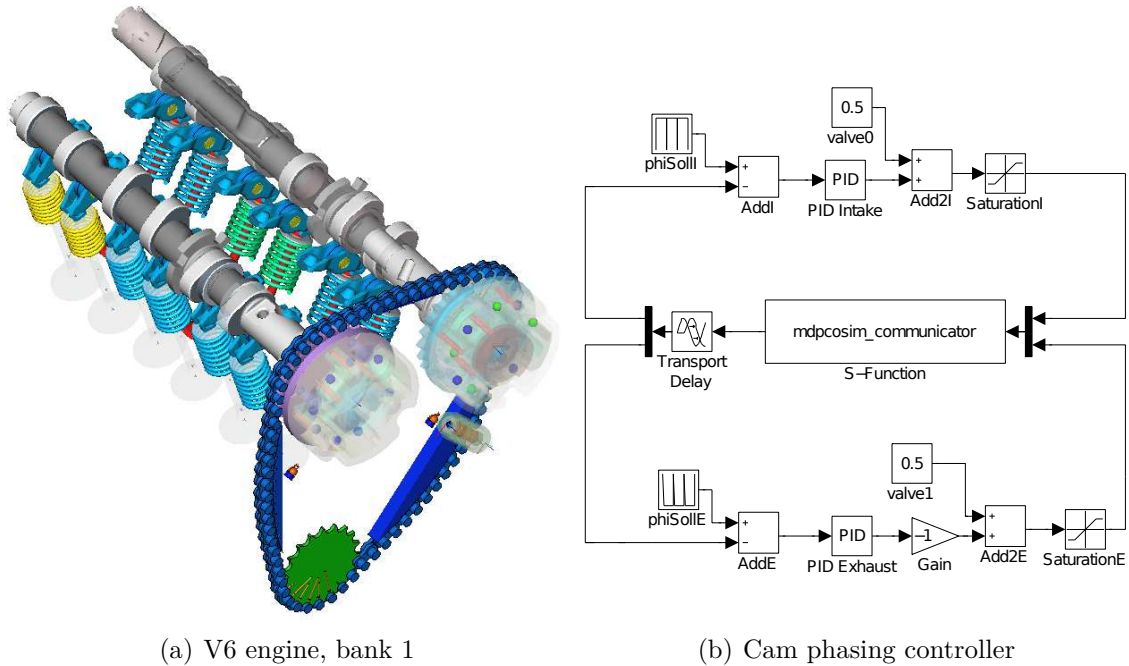 0.5
valve0
phiSollI
+
−
AddI
PID
PID Intake
+
+
Add2I
SaturationI
mdpcosim_communicator
S−Function
Transport
Delay
0.5
valve1
phiSollE
+
−
AddE
PID
PID Exhaust
−1
Gain
+
+
Add2E
SaturationE
(a) V6 engine, bank 1
(b) Cam phasing controller